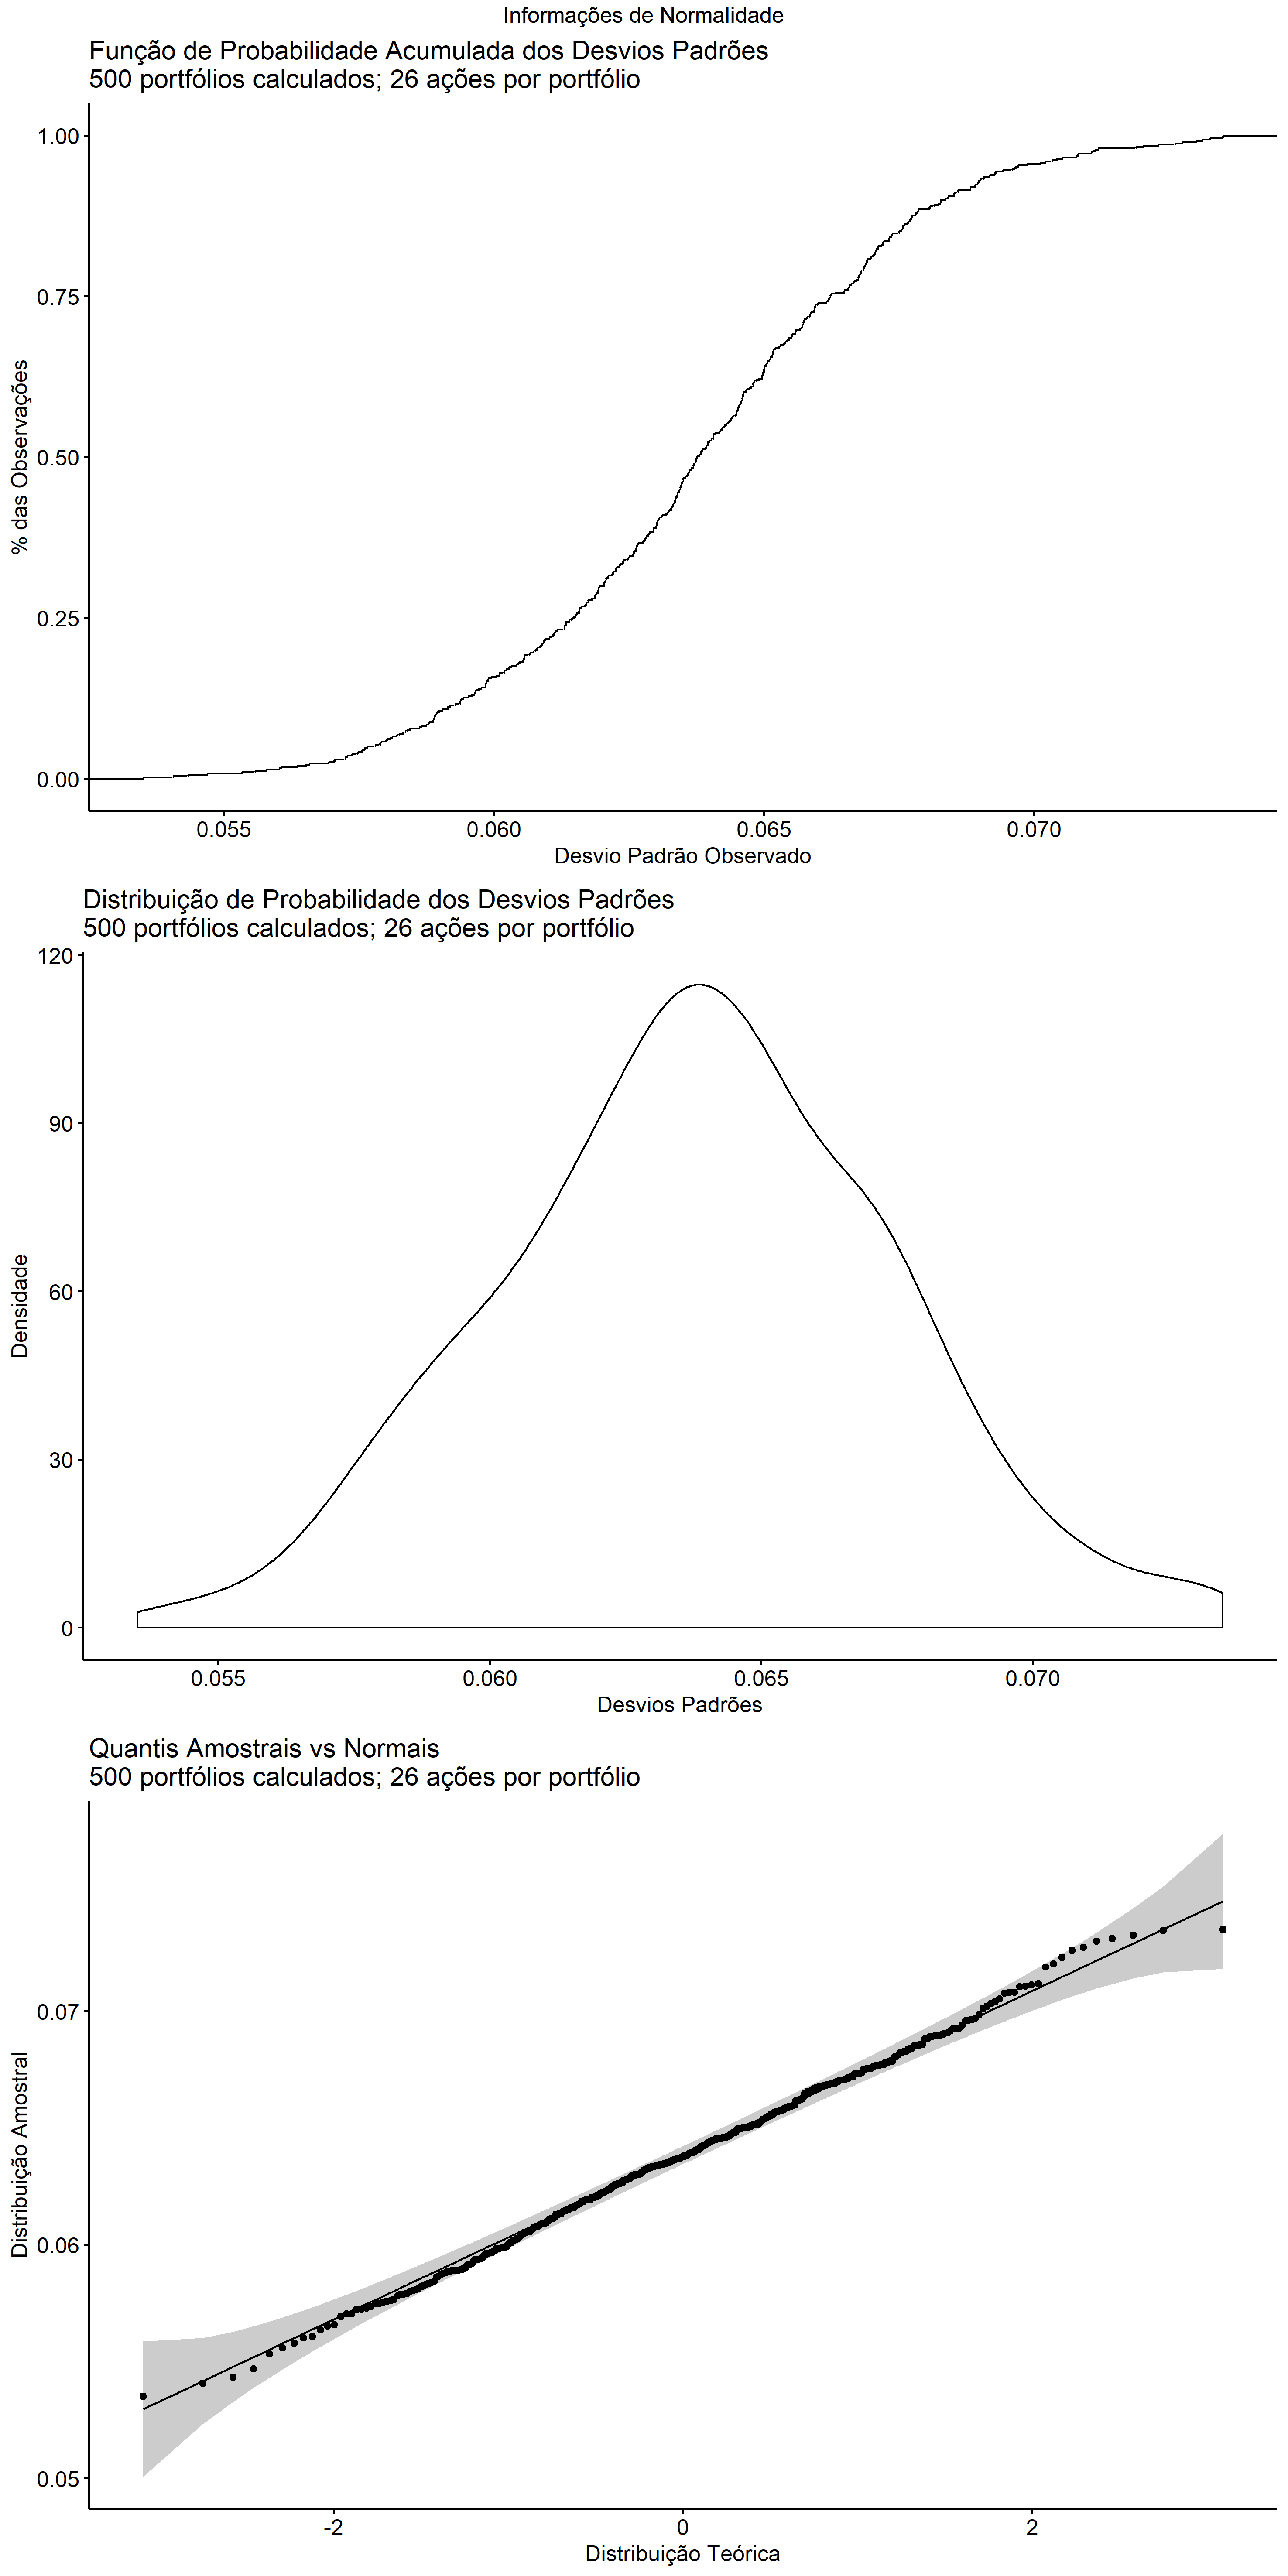 Informações de Normalidade
Função de Probabilidade Acumulada dos Desvios Padrões
500 portfólios calculados; 26 ações por portfólio
1.00
0.75
0.50
0.25
0.00
% das Observações
0.055 0.060 0.065 0.070
Desvio Padrão Observado
Distribuição de Probabilidade dos Desvios Padrões
500 portfólios calculados; 26 ações por portfólio
120
90
60
30
0
Densidade
0.055 0.060 0.065 0.070
Desvios Padrões
Quantis Amostrais vs Normais
500 portfólios calculados; 26 ações por portfólio
0.07
0.06
0.05
Distribuição Amostral
-2 0 2
Distribuição Teórica